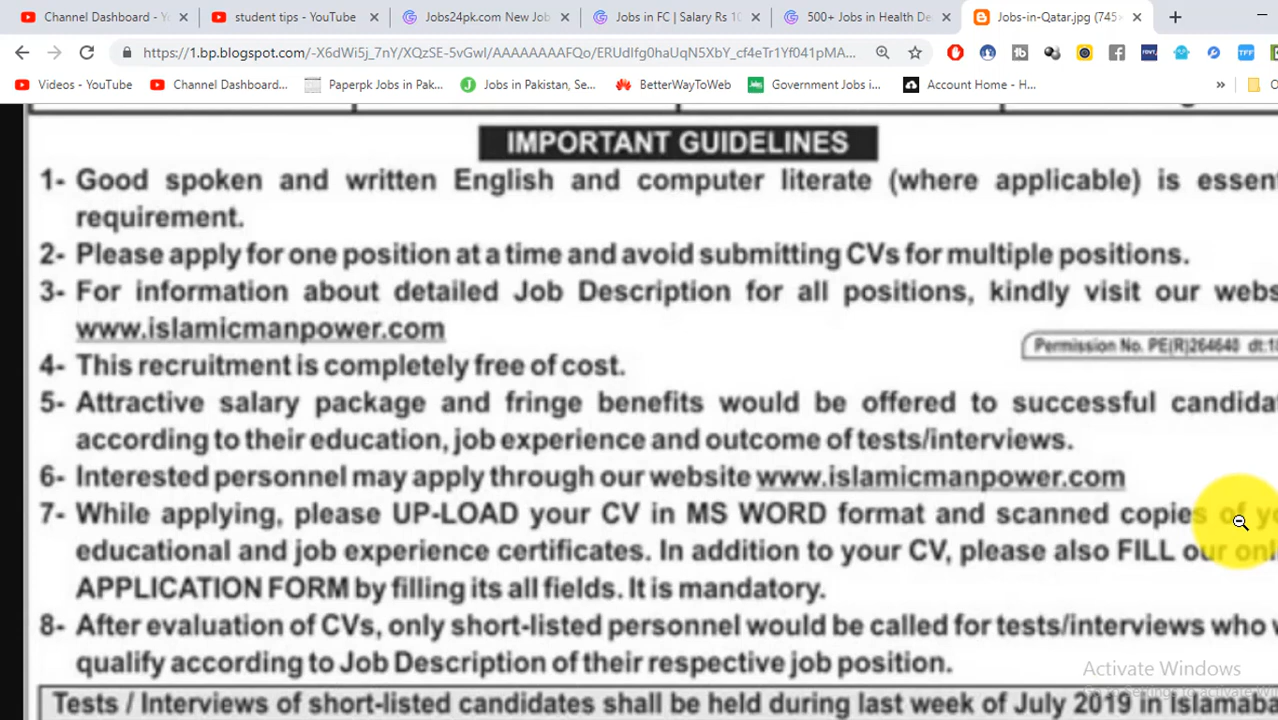 Channel Dashboard - Y
student tips - YouTube
Jobs24pk.com New Job
Jobs in FC | Salary Rs 10
500+ Jobs in Health De
Jobs-in-Qatar.jpg (745×
https://1.bp.blogspot.com/-X6dWi5j_7nY/XQzSF-5vGwI/AAAAAAAAFQo/ERUdIfg0haUqN5XbY_cf4eTr1Yf041pMA...
Videos - YouTube
Channel Dashboard...
Paperpk Jobs in Pak...
Jobs in Pakistan, Se...
BetterWayToWeb
Government Jobs i...
Account Home - H...
»
IMPORTANT GUIDELINES
1- Good spoken and written English and computer literate (where applicable) is essen
requirement.
2- Please apply for one position at a time and avoid submitting CVs for multiple positions.
3- For information about detailed Job Description for all positions, kindly visit our webs
www.islamicmanpower.com
Permission No. PE(R)264640 dt:1
4- This recruitment is completely free of cost.
5- Attractive salary package and fringe benefits would be offered to successful candida
according to their education, job experience and outcome of tests/interviews.
6- Interested personnel may apply through our website www.islamicmanpower.com
7- While applying, please UP-LOAD your CV in MS WORD format and scanned copies of y
educational and job experience certificates. In addition to your CV, please also FILL our onl
APPLICATION FORM by filling its all fields. It is mandatory.
8- After evaluation of CVs, only short-listed personnel would be called for tests/interviews who
qualify according to Job Description of their respective job position.
Activate Windows
Tests / Interviews of short-listed candidates shall be held during last week of July 2019 in Islamaba